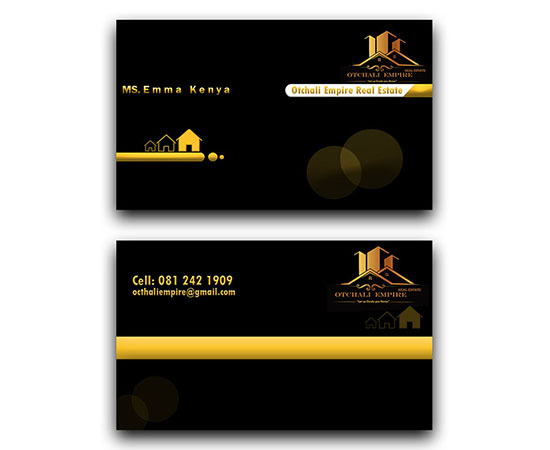 OTCHALI EMPIRE
REAL ESTATE
MS.Emma Kenya
Otchali Empire Real Estate
Cell: 081 242 1909
octhaliempire@gmail.com
REAL ESTATE
OTCHALI EMPIRE